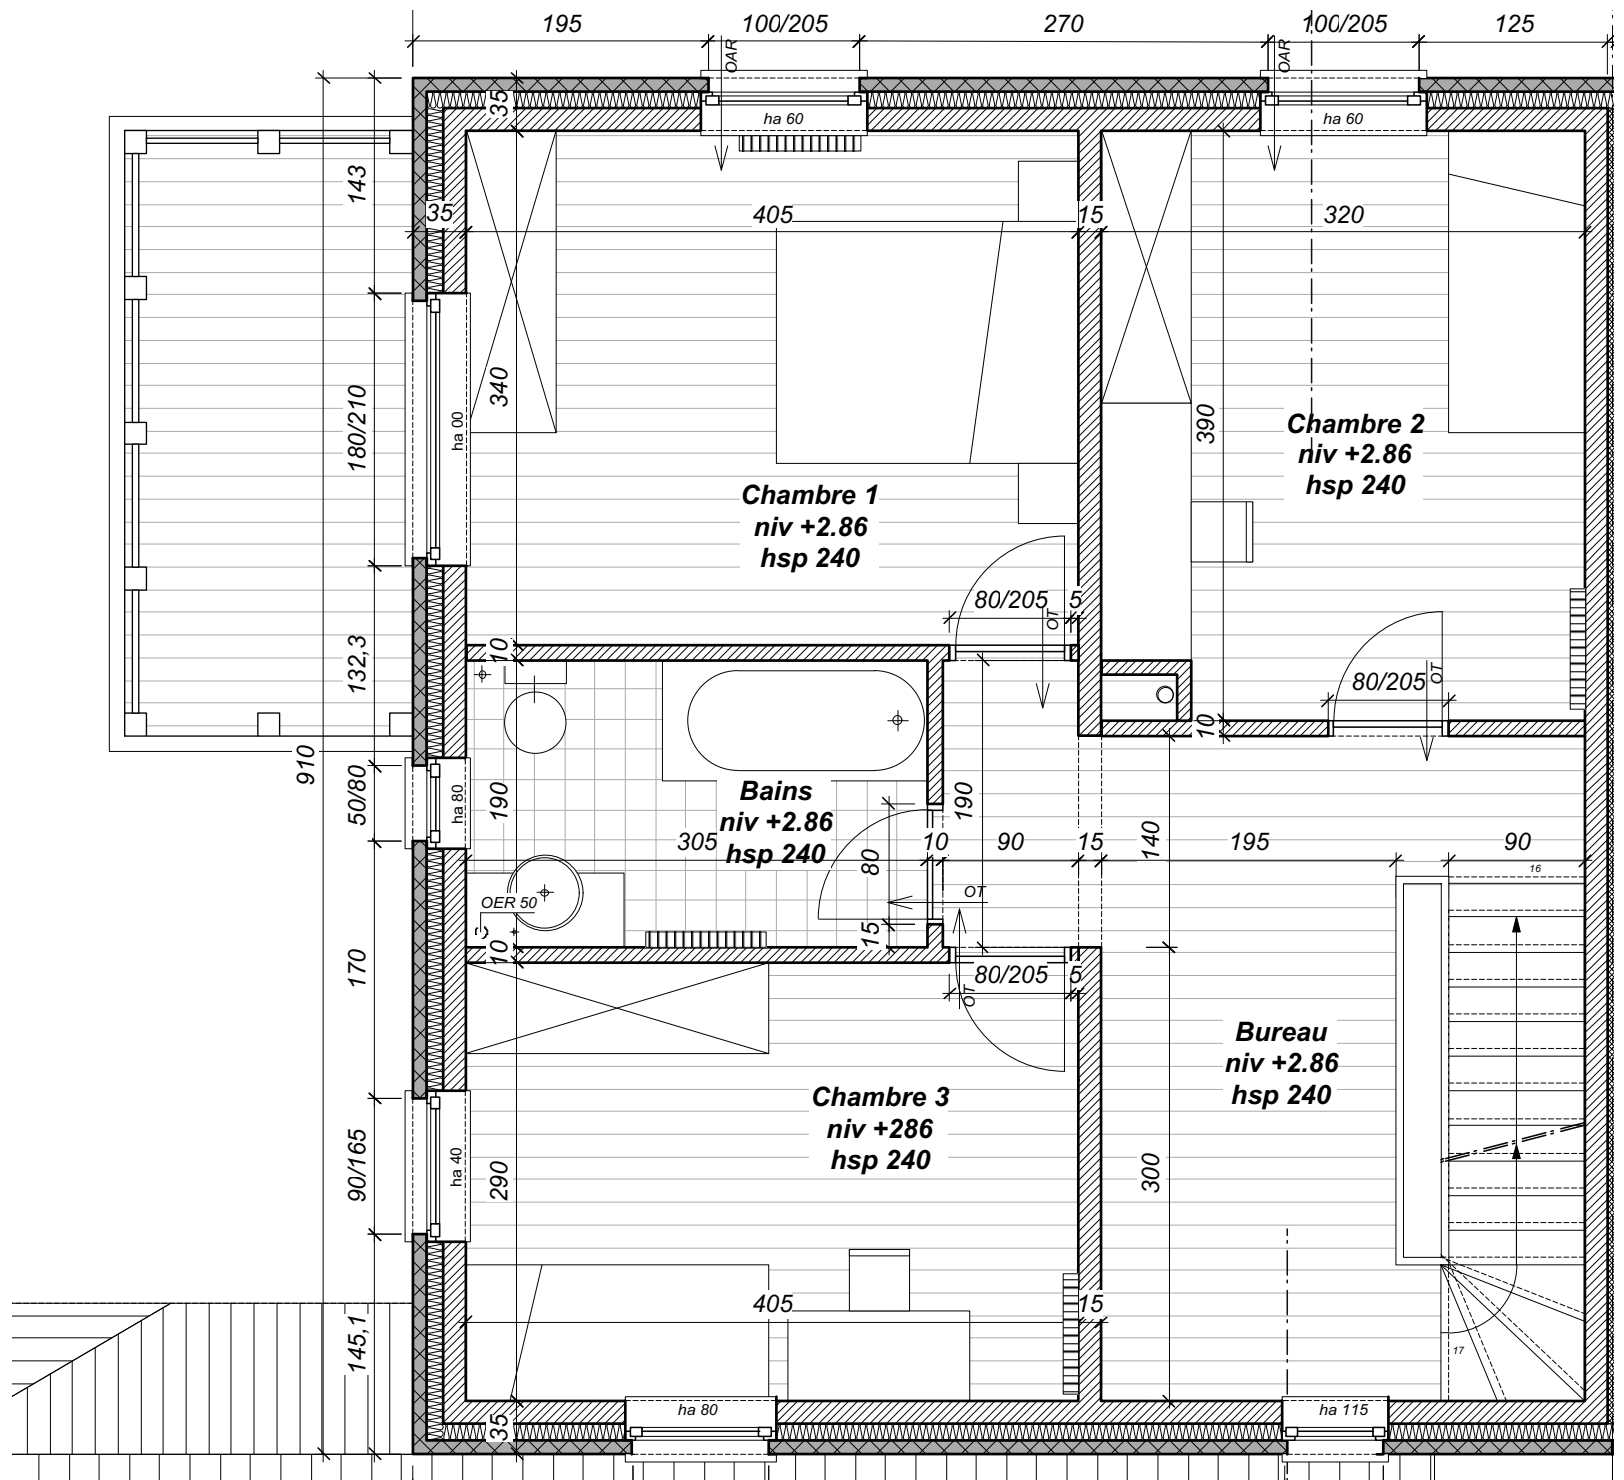 195
100/205
270
100/205
125
OAR
OAR
ha 60
ha 60
35
143
35
405
15
320
340
180/210
ha 00
390
Chambre 2
niv +2.86
hsp 240
Chambre 1
niv +2.86
hsp 240
80/205
5
OT
10
132,3
80/205
OT
10
910
50/80
ha 80
190
Bains
niv +2.86
hsp 240
305
10
90
15
195
90
190
140
80
16
OT
OER 50
15
10
80/205
5
OT
170
Bureau
niv +2.86
hsp 240
Chambre 3
niv +286
hsp 240
90/165
ha 40
290
300
405
15
145,1
17
35
ha 80
ha 115